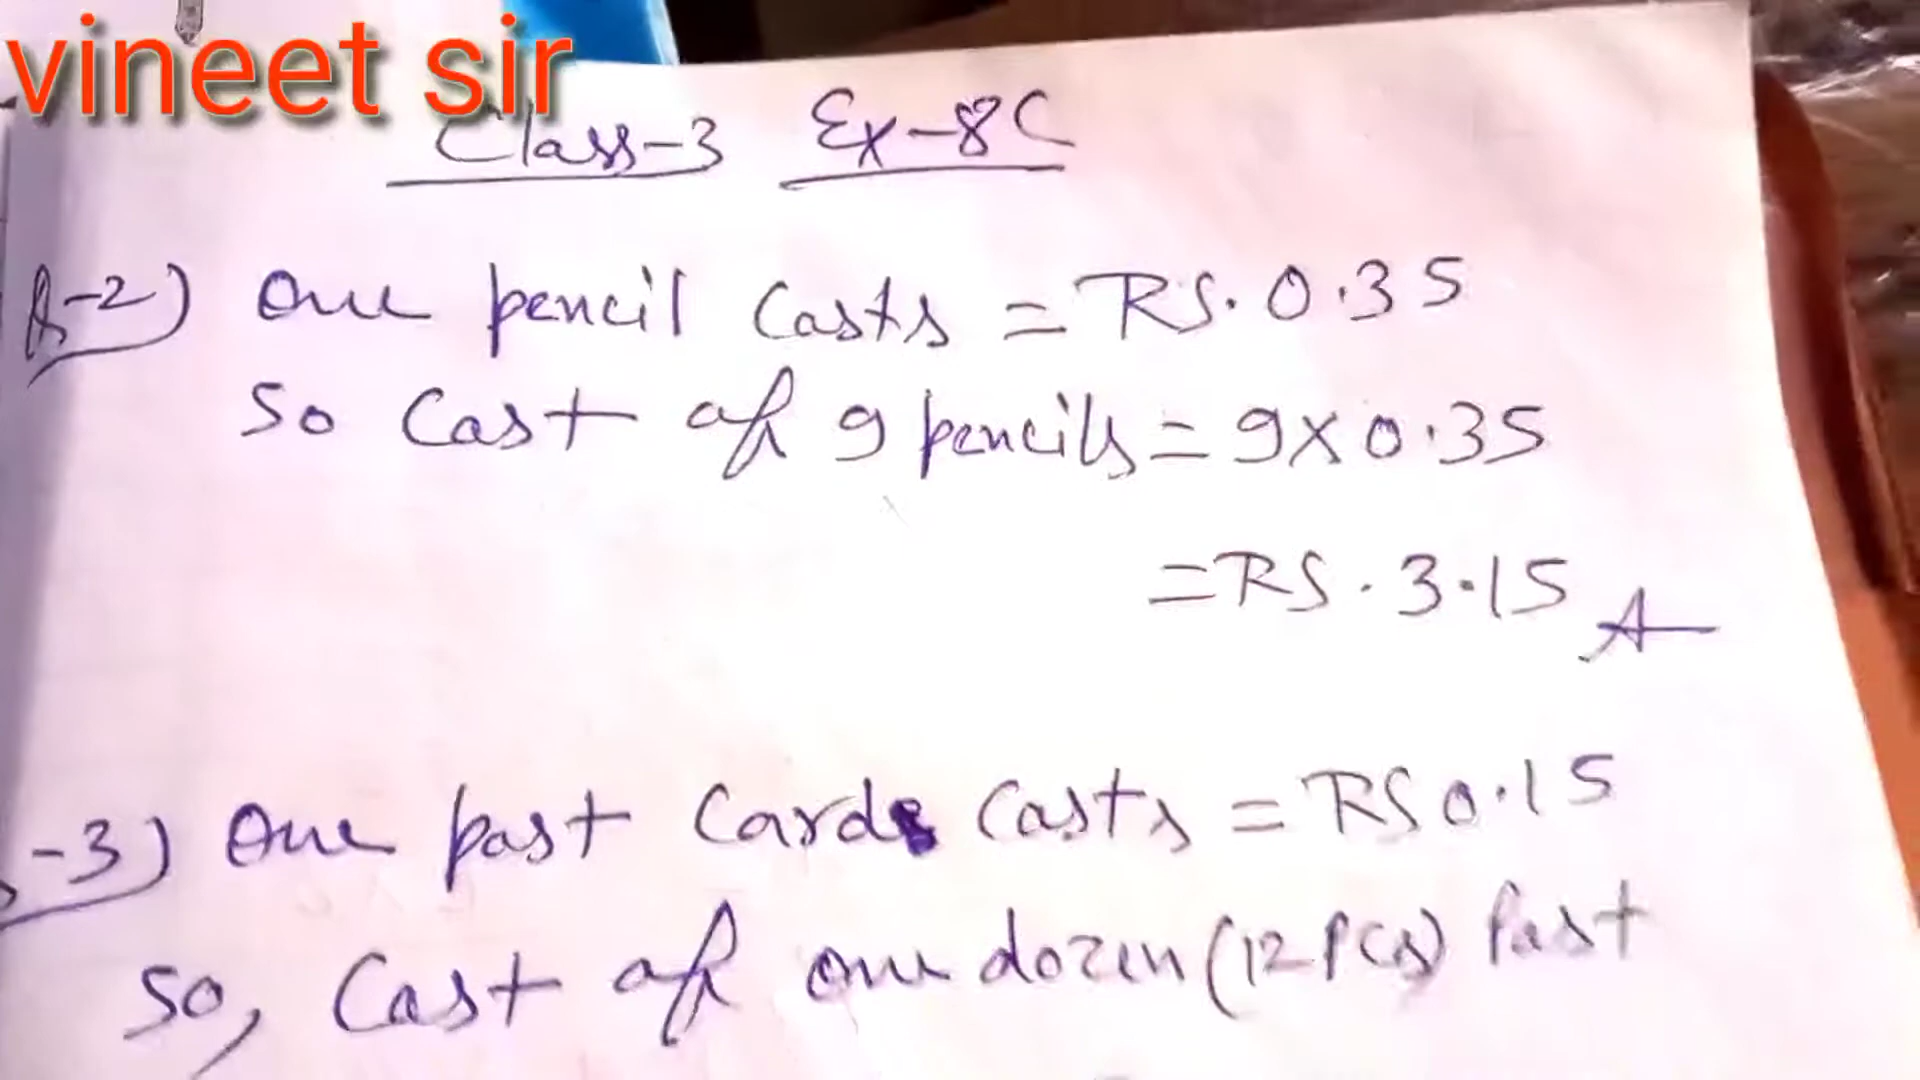 vineet sir
Class-3 Ex-8C
Q-2) One pencil costs = RS. 0.35
So Cost of 9 pencils = 9x0.35
= RS. 3.15 A
-3) One post Cards Costs = RS 0.15
So, Cost of one dozen (12 PCs) Post